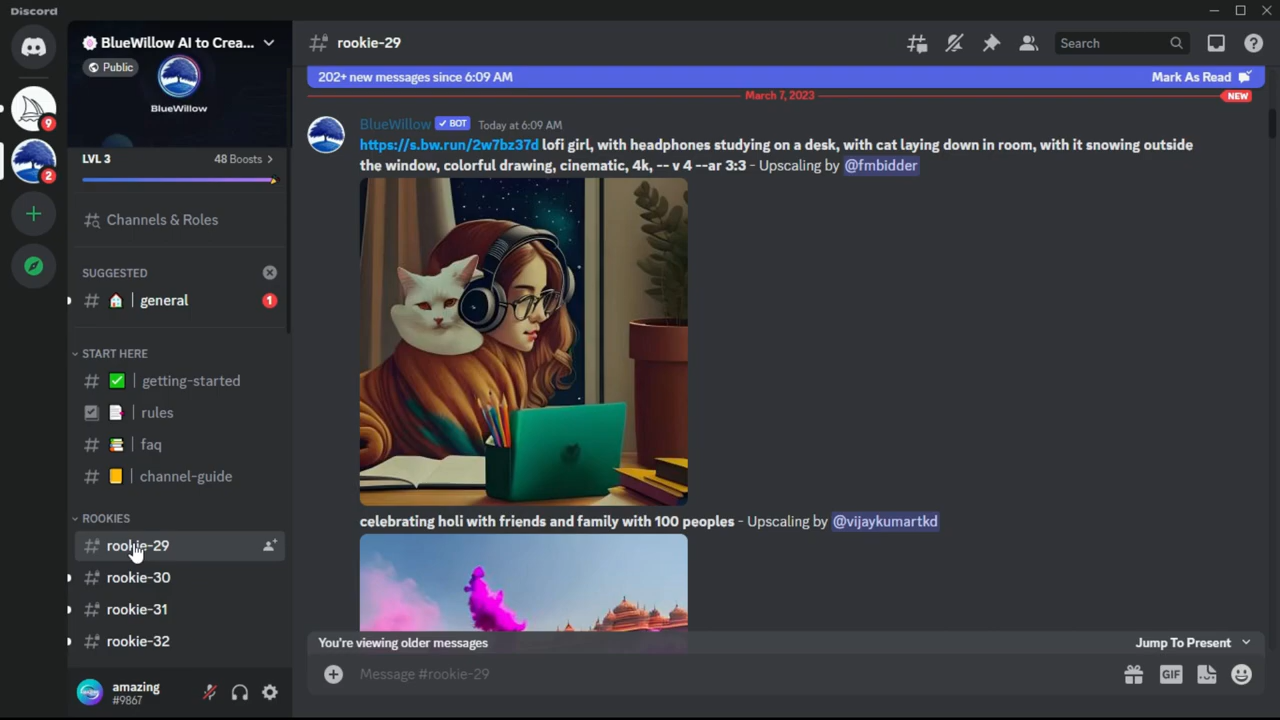 Discord
BlueWillow AI to Crea...
Public
BlueWillow
LVL 3
48 Boosts
Channels & Roles
SUGGESTED
general
1
START HERE
getting-started
rules
faq
channel-guide
ROOKIES
rookie-29
rookie-30
rookie-31
rookie-32
amazing
#9867
9
2
rookie-29
Search
202+ new messages since 6:09 AM
Mark As Read
March 7, 2023
NEW
BlueWillow BOT Today at 6:09 AM
https://s.bw.run/2w7bz37d lofi girl, with headphones studying on a desk, with cat laying down in room, with it snowing outside
the window, colorful drawing, cinematic, 4k, -- v 4 --ar 3:3 - Upscaling by @fmbidder
celebrating holi with friends and family with 100 peoples - Upscaling by @vijaykumartkd
You're viewing older messages
Jump To Present
Message #rookie-29
GIF